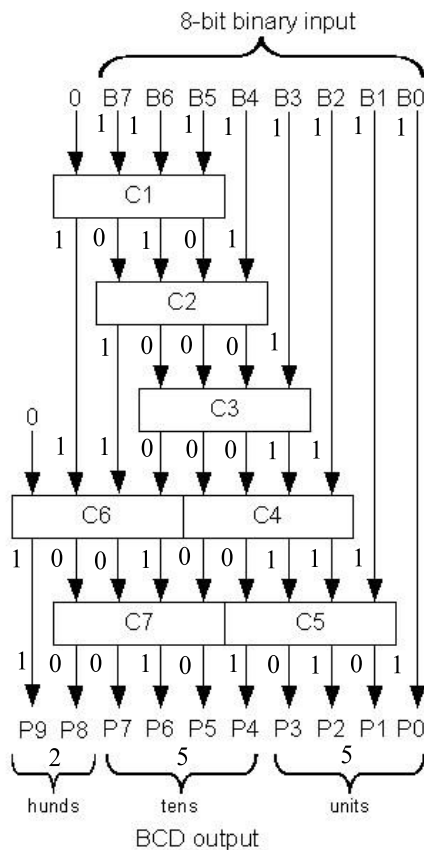 8-bit binary input
0 B7 B6 B5 B4 B3 B2 B1 B0
1 1 1 1 1 1 1 1
C1
1 0 1 0 1
C2
1 0 0 0 1
C3
0
1 1 0 0 0 1 1
C6 C4
1 0 0 1 0 0 1 1 1
C7 C5
1 0 0 1 0 1 0 1 0 1
P9 P8 P7 P6 P5 P4 P3 P2 P1 P0
2 5 5
hunds tens units
BCD output